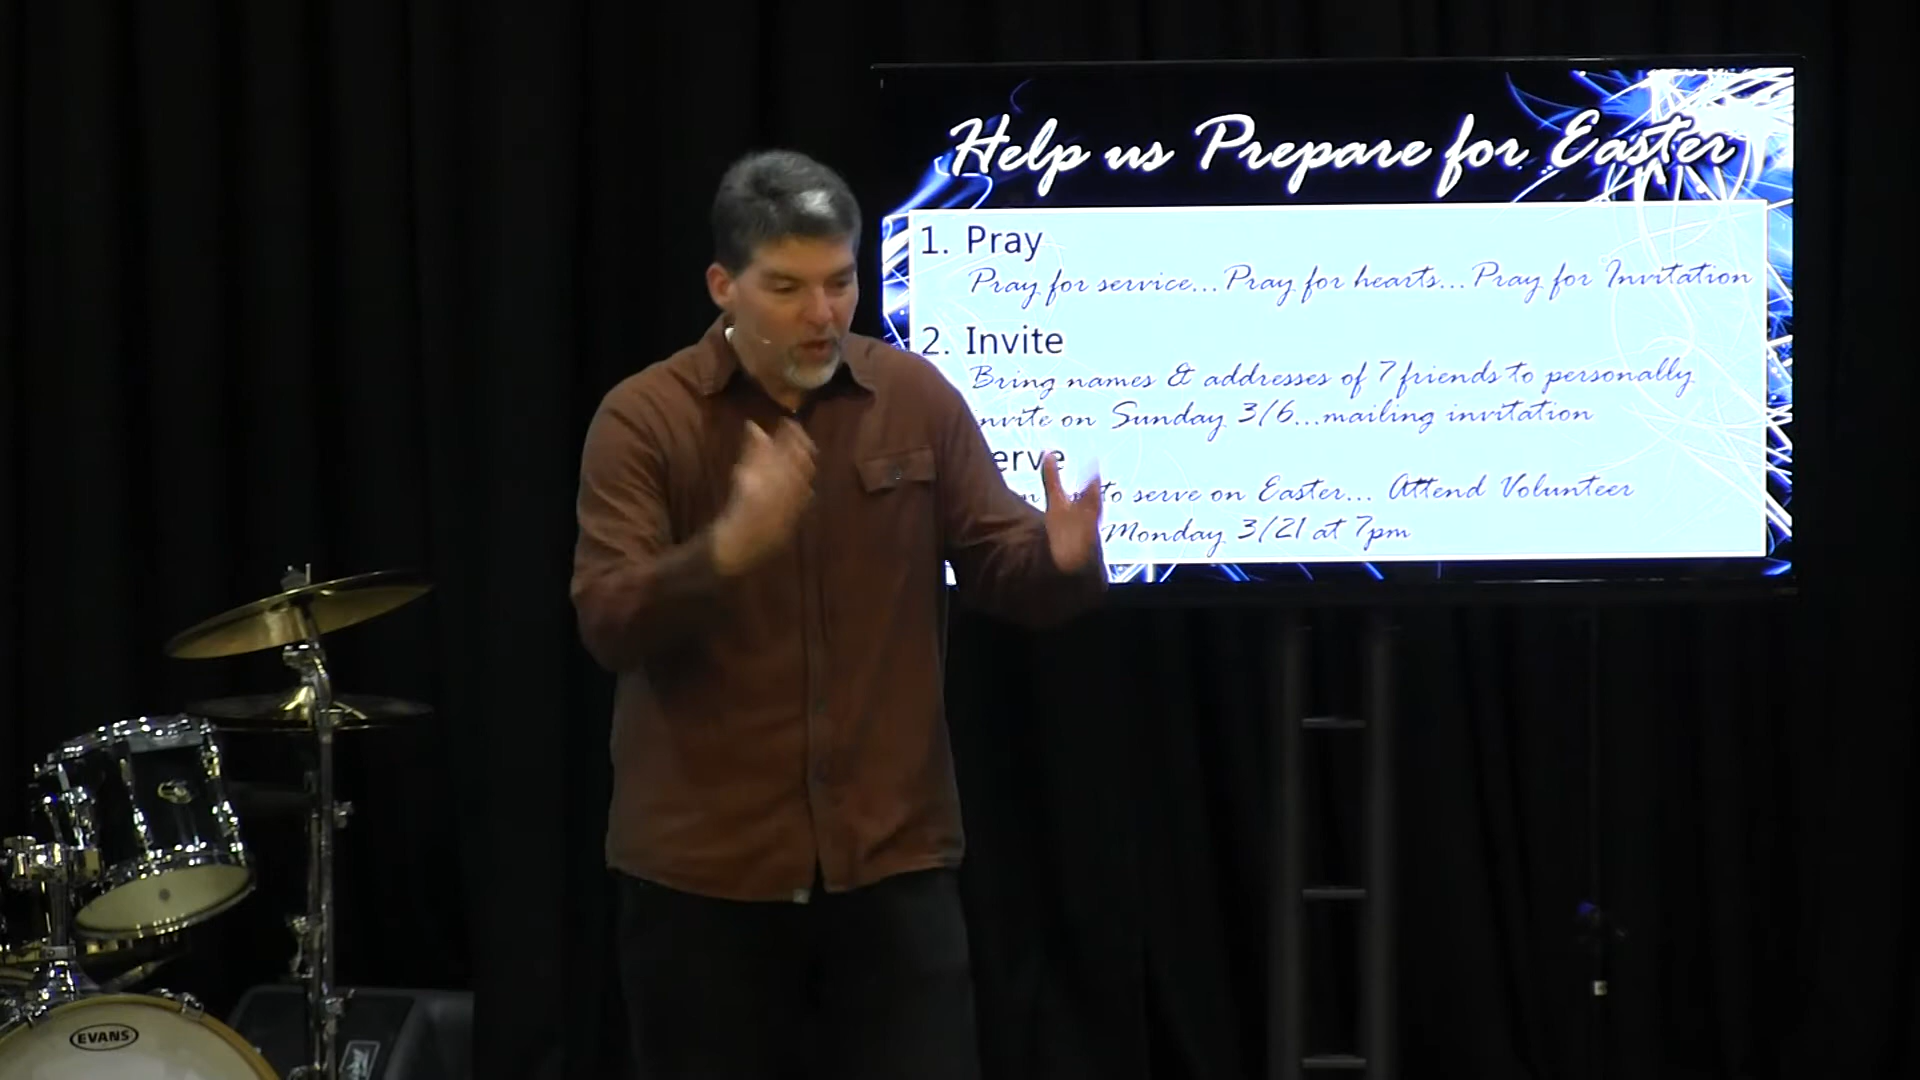 Help us Prepare for Easter
1. Pray
Pray for service...Pray for hearts...Pray for Invitation
2. Invite
Bring names & addresses of 7 friends to personally
invite on Sunday 3/6...mailing invitation
erve
to serve on Easter... Attend Volunteer
Monday 3/21 at 7pm
EVANS